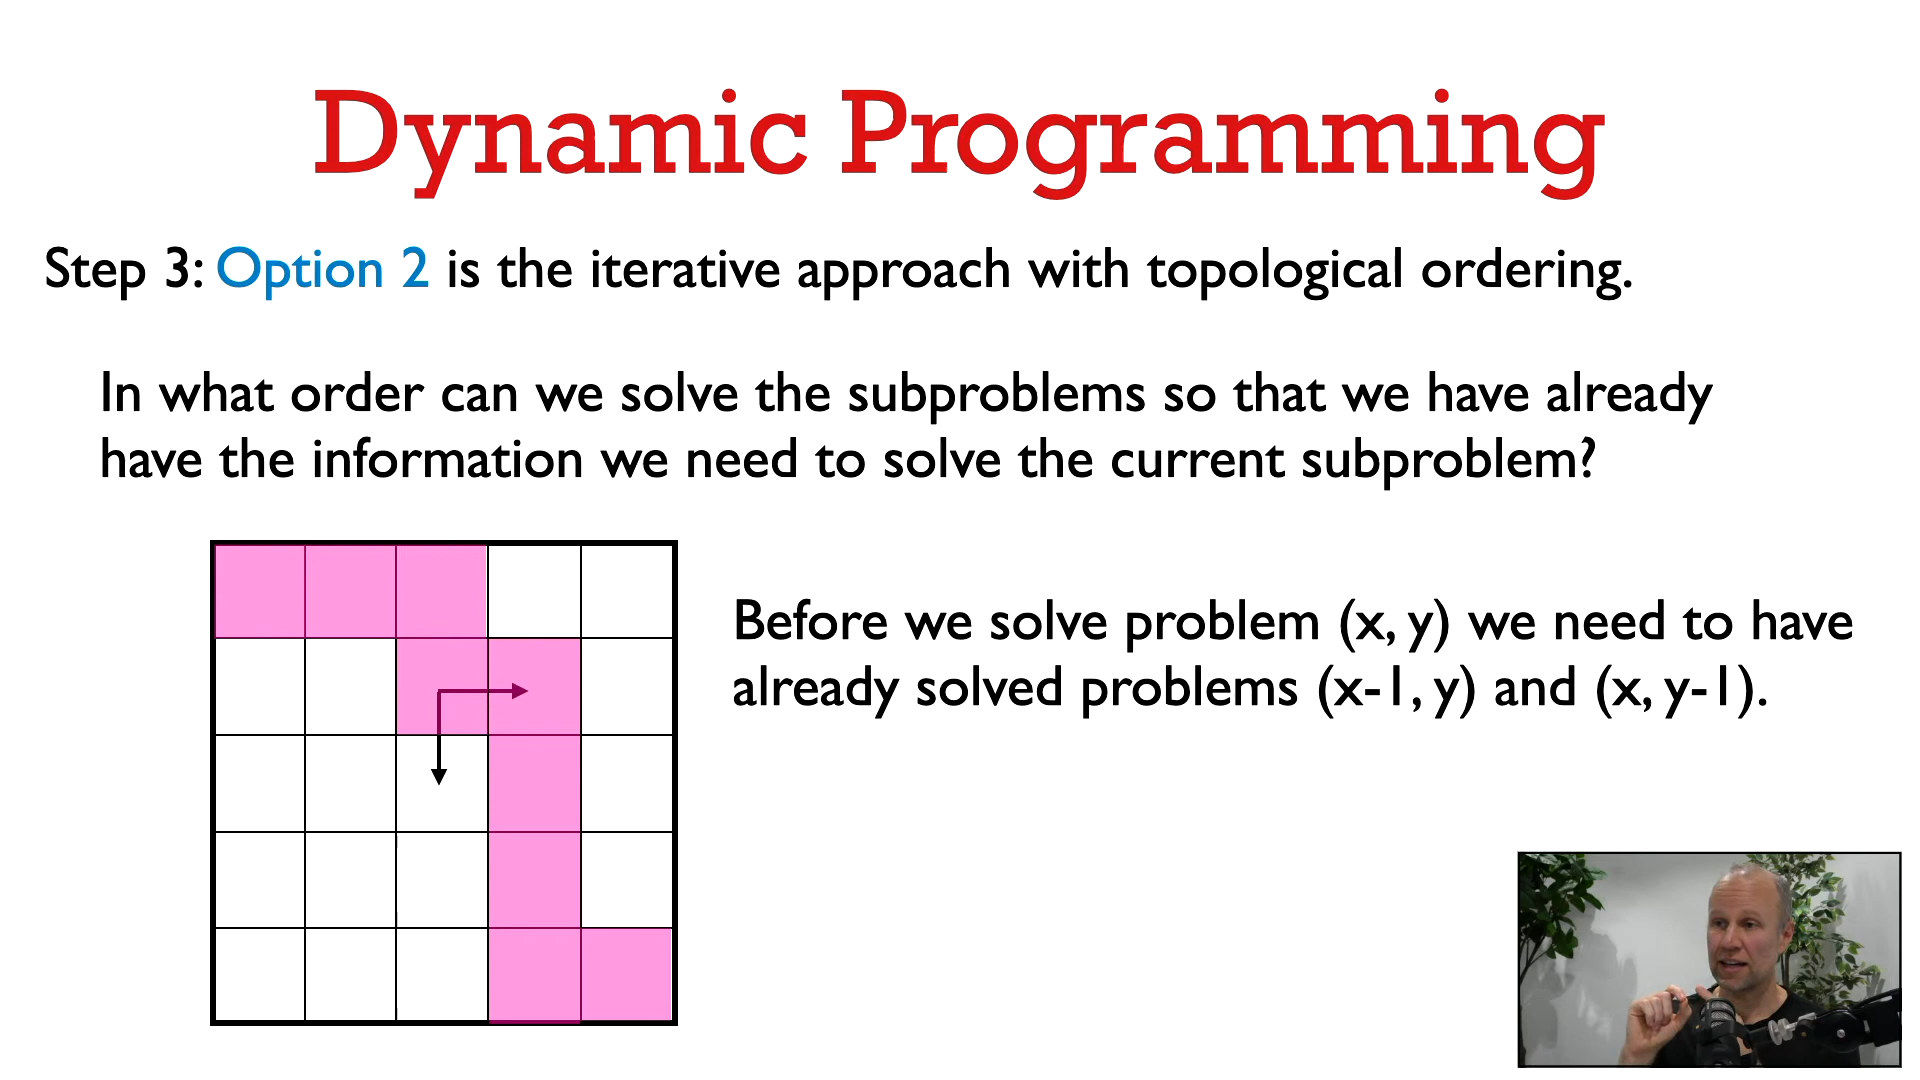 Dynamic Programming
Step 3: Option 2 is the iterative approach with topological ordering.
In what order can we solve the subproblems so that we have already
have the information we need to solve the current subproblem?
Before we solve problem (x, y) we need to have
already solved problems (x-1, y) and (x, y-1).